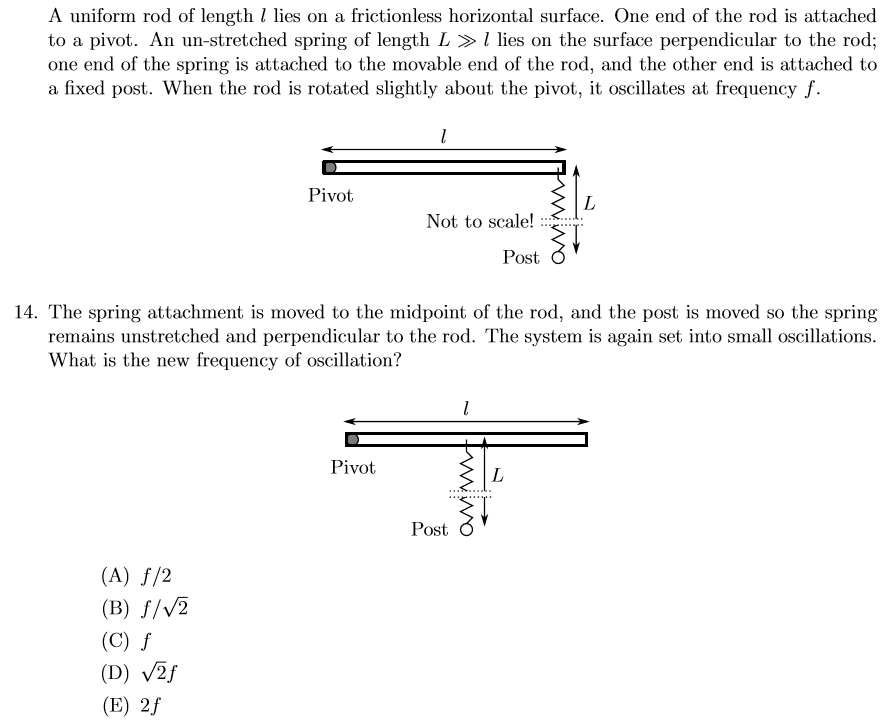 A uniform rod of length l lies on a frictionless horizontal surface. One end of the rod is attached
to a pivot. An un-stretched spring of length L ≫ l lies on the surface perpendicular to the rod;
one end of the spring is attached to the movable end of the rod, and the other end is attached to
a fixed post. When the rod is rotated slightly about the pivot, it oscillates at frequency f.
l
Pivot
L
Not to scale!
Post
14. The spring attachment is moved to the midpoint of the rod, and the post is moved so the spring
remains unstretched and perpendicular to the rod. The system is again set into small oscillations.
What is the new frequency of oscillation?
l
Pivot
L
Post
(A) f/2
(B) f/√2
(C) f
(D) √2f
(E) 2f